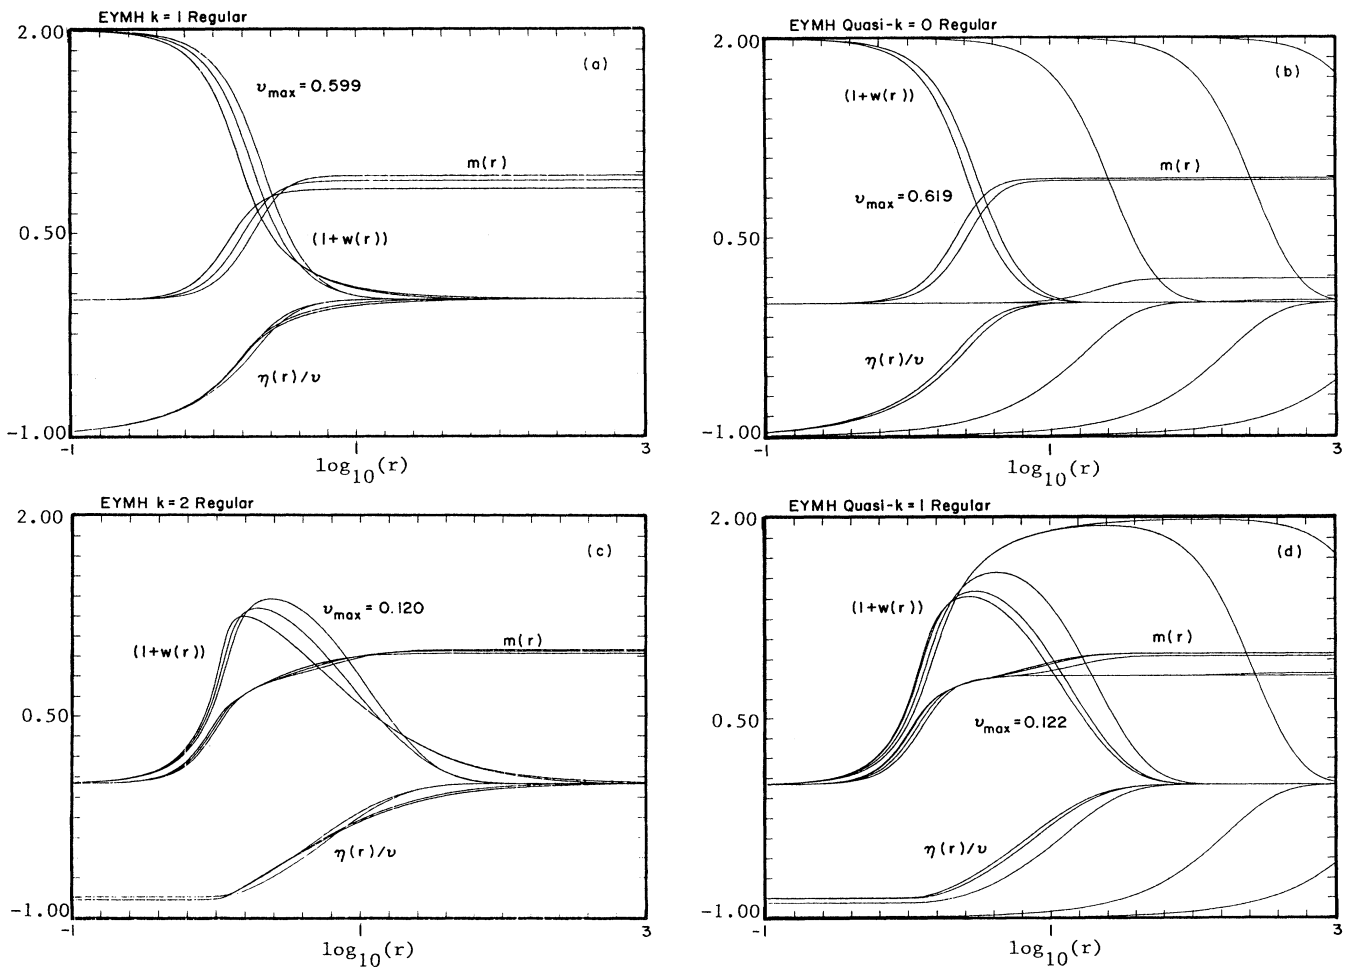 EYMH k = 1 Regular
2.00
(a)
υmax = 0.599
m(r)
0.50
(1+w(r))
η(r)/υ
-1.00
-1
1
3
log10(r)
EYMH Quasi-k = 0 Regular
2.00
(b)
(1+w(r))
m(r)
υmax = 0.619
0.50
η(r)/υ
-1.00
-1
1
3
log10(r)
EYMH k = 2 Regular
2.00
(c)
υmax = 0.120
(1+w(r))
m(r)
0.50
η(r)/υ
-1.00
-1
1
3
log10(r)
EYMH Quasi-k = 1 Regular
2.00
(d)
(1+w(r))
m(r)
0.50
υmax = 0.122
η(r)/υ
-1.00
-1
1
3
log10(r)